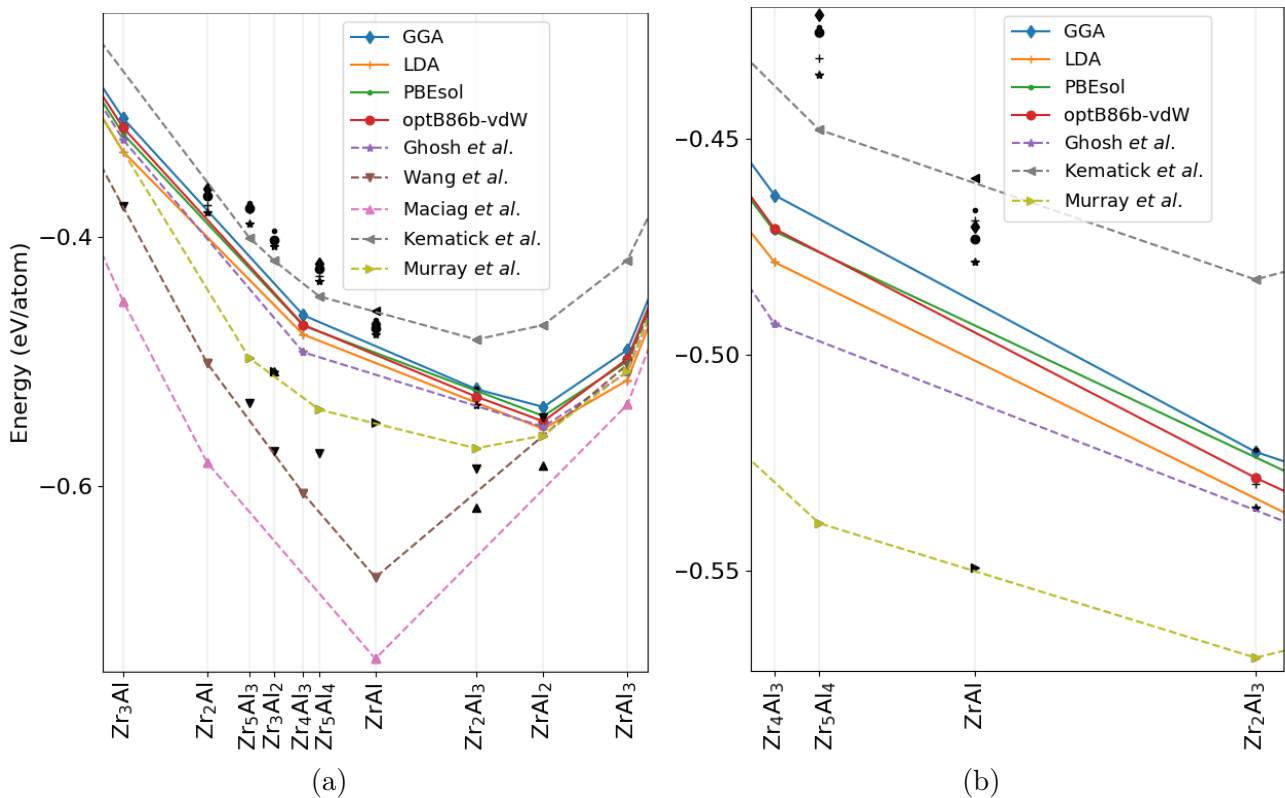 GGA
LDA
PBEsol
optB86b-vdW
Ghosh et al.
Wang et al.
Maciag et al.
Kematick et al.
Murray et al.
Energy (eV/atom)
−0.4
−0.6
Zr₃Al
Zr₂Al
Zr₅Al₃
Zr₃Al₂
Zr₄Al₃
Zr₅Al₄
ZrAl
Zr₂Al₃
ZrAl₂
ZrAl₃
(a)
GGA
LDA
PBEsol
optB86b-vdW
Ghosh et al.
Kematick et al.
Murray et al.
−0.45
−0.50
−0.55
Zr₄Al₃
Zr₅Al₄
ZrAl
Zr₂Al₃
(b)